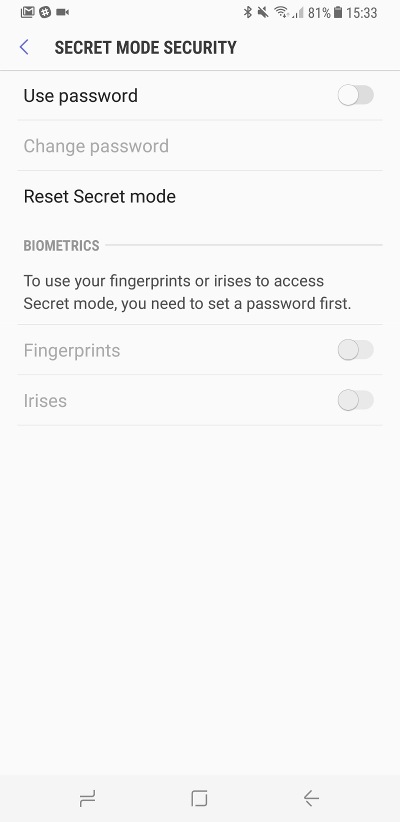 81% 15:33
SECRET MODE SECURITY
Use password
Change password
Reset Secret mode
BIOMETRICS
To use your fingerprints or irises to access
Secret mode, you need to set a password first.
Fingerprints
Irises